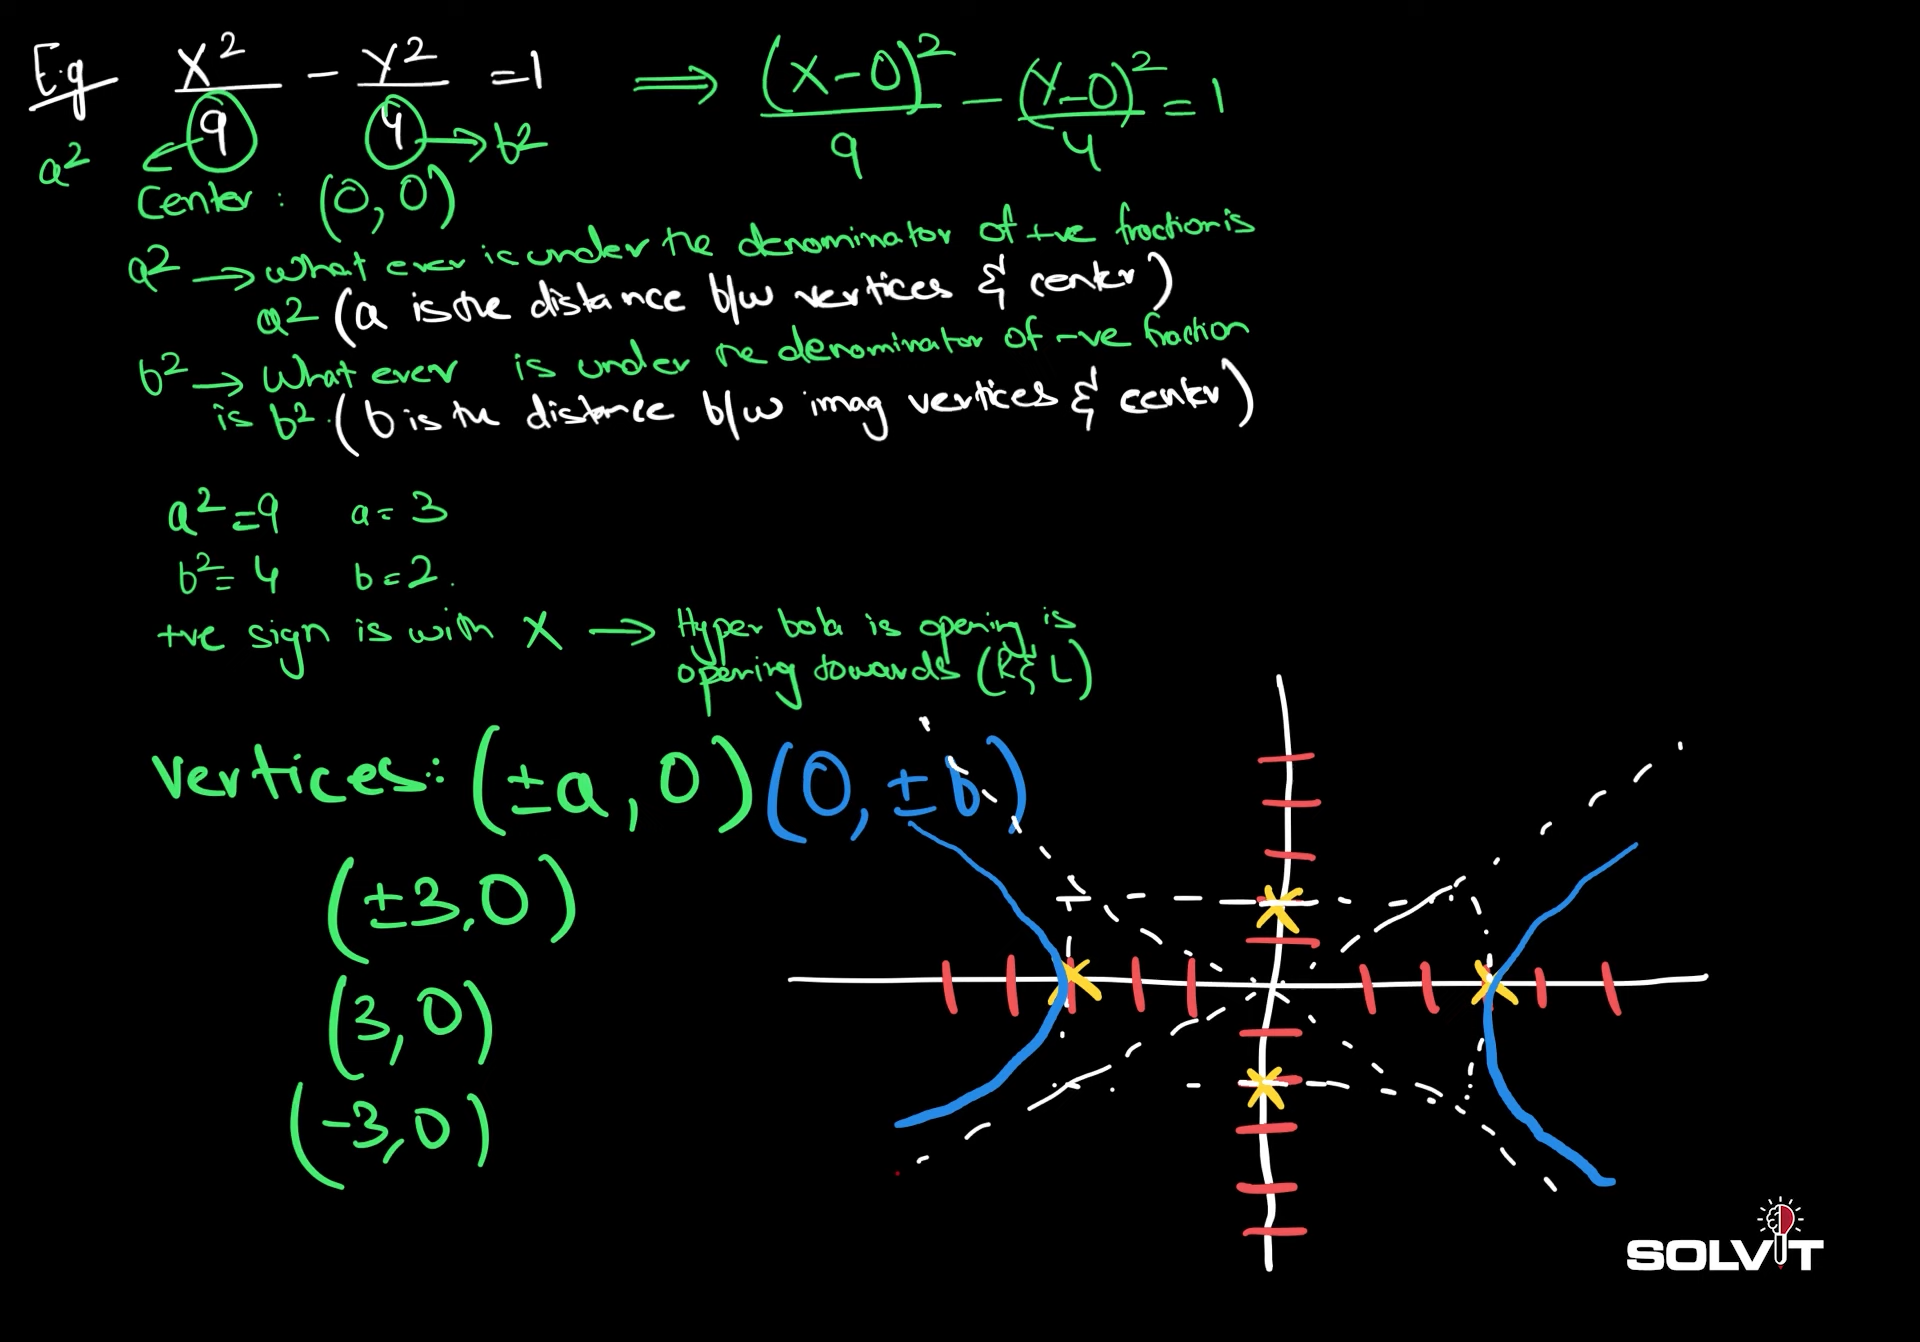 Eg x²/9 - y²/4 = 1 ⟹ (x-0)²/9 - (y-0)²/4 = 1
a² ← → b²
Center : (0, 0)
a² → what ever is under the denominator of +ve fraction is
a² (a is the distance b/w vertices & center)
b² → What ever is under the denominator of -ve fraction
is b². (b is the distance b/w imag vertices & center)
a² = 9 a = 3
b² = 4 b = 2.
+ve sign is with X → Hyper bola is opening is
opening towards (R & L)
vertices: (±a, 0) (0, ±b)
(±3, 0)
(3, 0)
(-3, 0)
SOLVIT